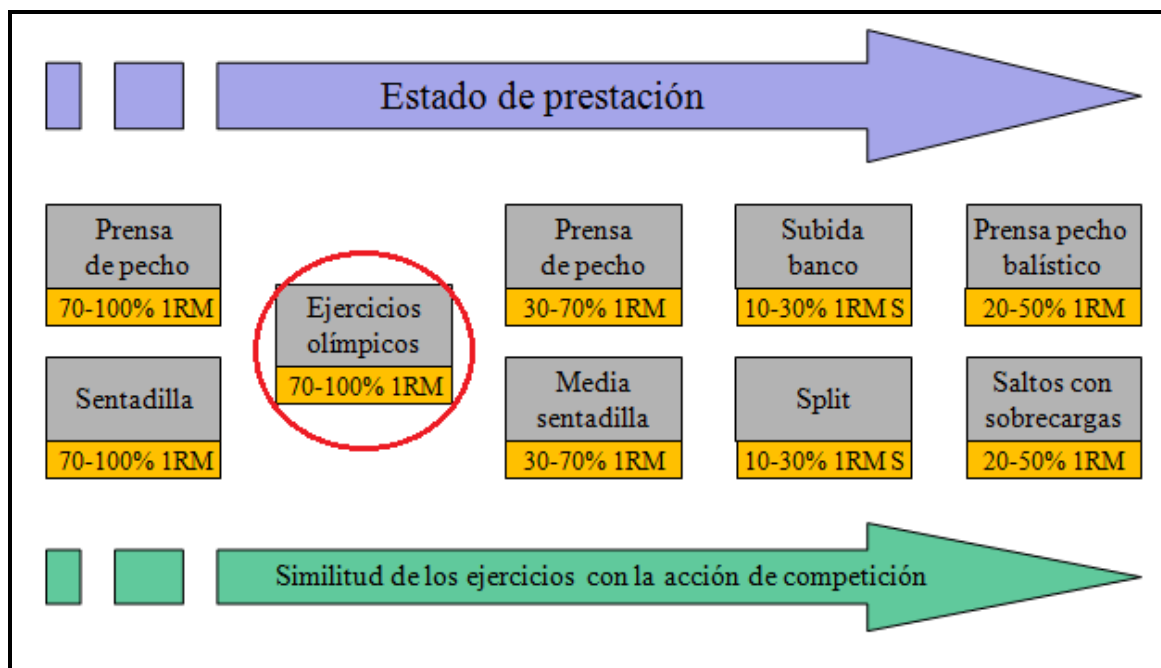 Estado de prestación
Prensa
de pecho
70-100% 1RM
Sentadilla
70-100% 1RM
Ejercicios
olímpicos
70-100% 1RM
Prensa
de pecho
30-70% 1RM
Media
sentadilla
30-70% 1RM
Subida
banco
10-30% 1RM S
Split
10-30% 1RM S
Prensa pecho
balístico
20-50% 1RM
Saltos con
sobrecargas
20-50% 1RM
Similitud de los ejercicios con la acción de competición